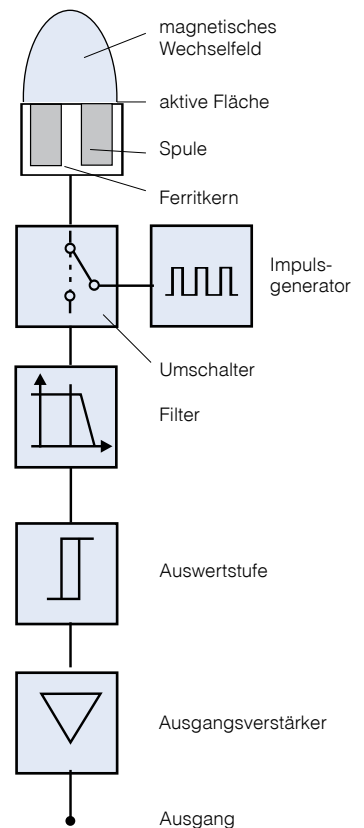 magnetisches
Wechselfeld
aktive Fläche
Spule
Ferritkern
Impuls-
generator
Umschalter
Filter
Auswertstufe
Ausgangsverstärker
Ausgang